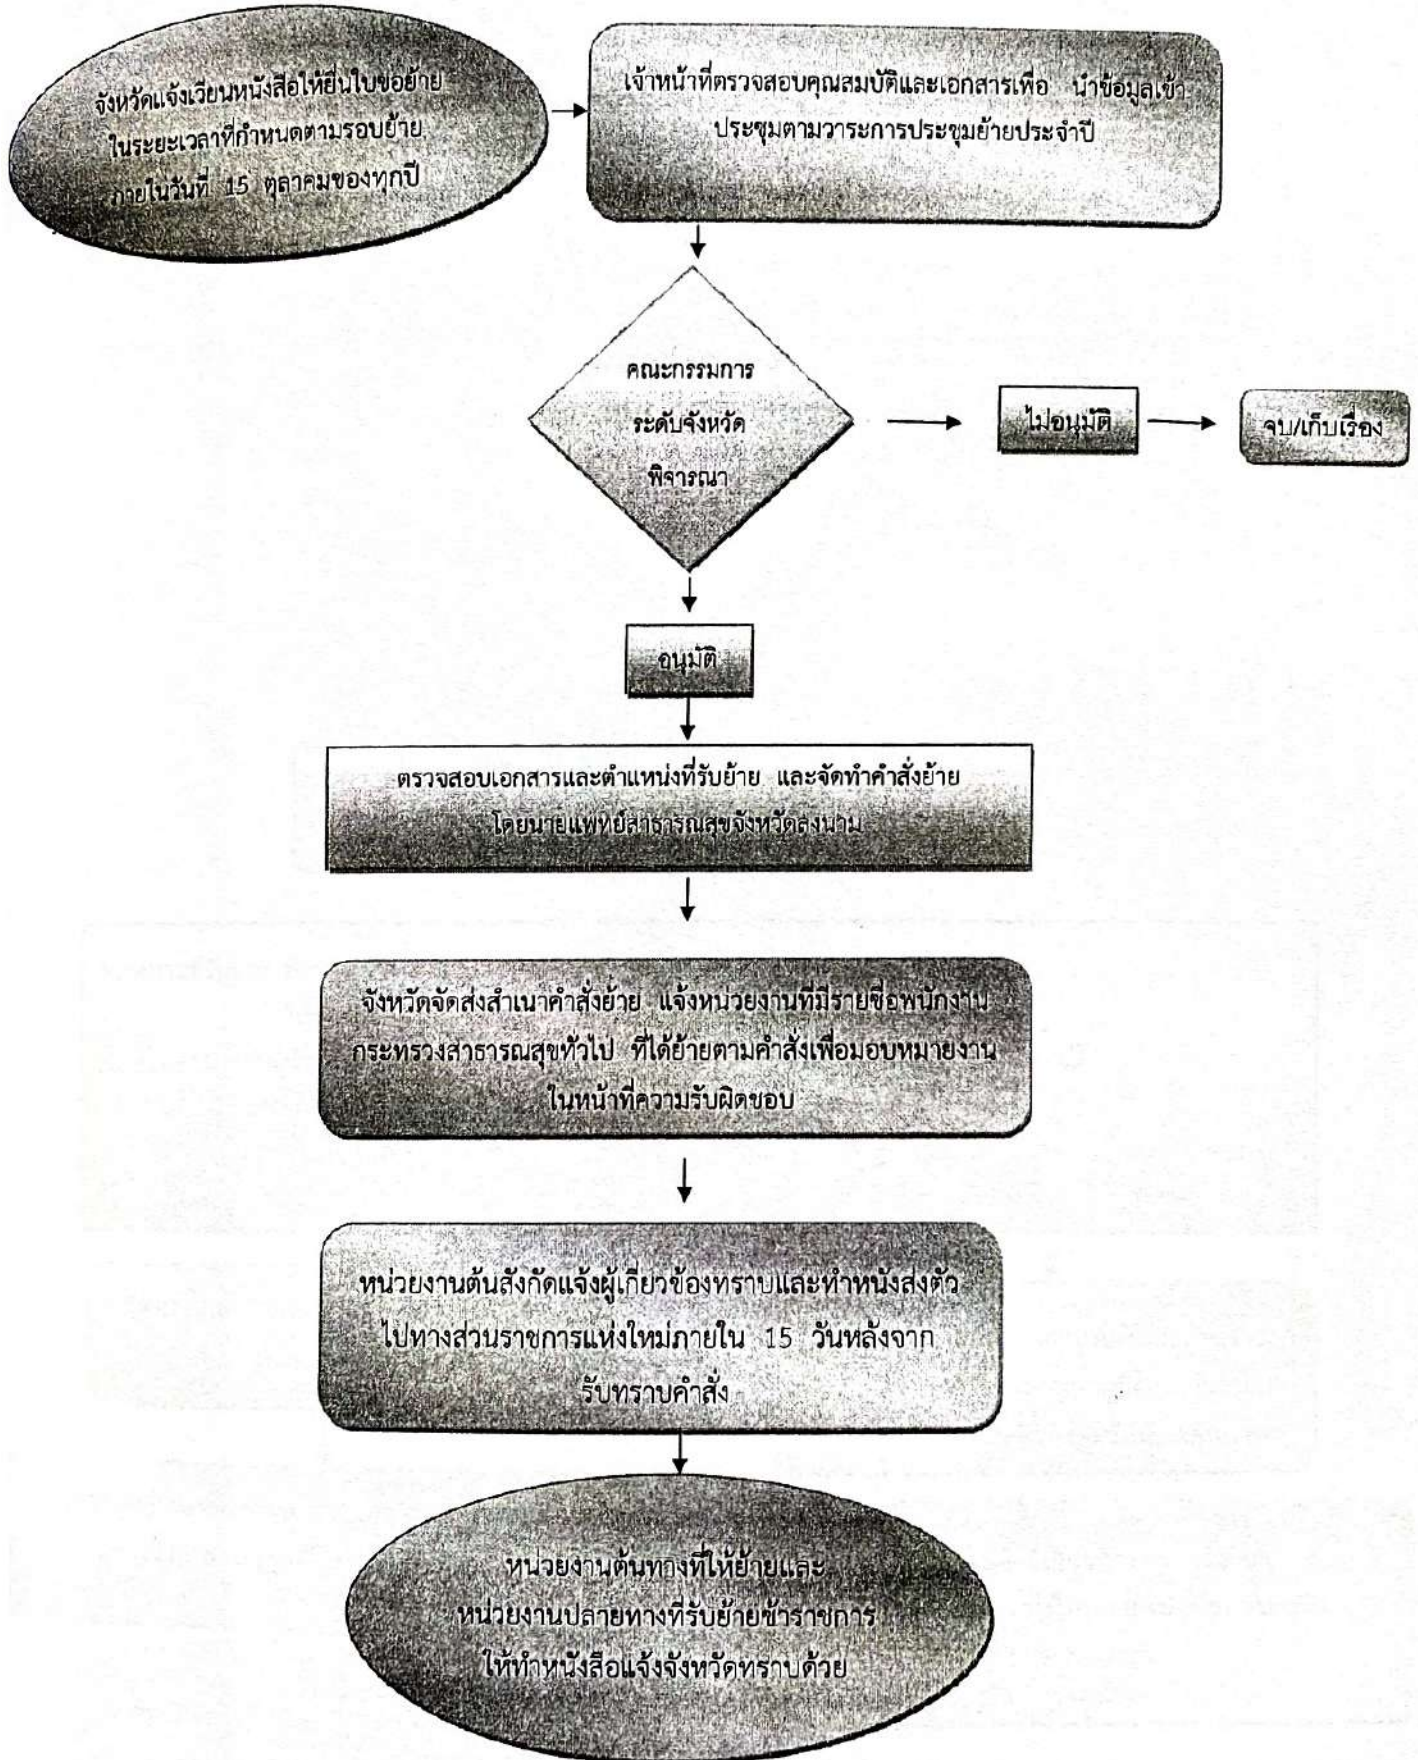 จังหวัดแจ้งเวียนหนังสือให้ยื่นใบขอย้าย
ในระยะเวลาที่กำหนดตามรอบย้าย
ภายในวันที่ 15 ตุลาคมของทุกปี
เจ้าหน้าที่ตรวจสอบคุณสมบัติและเอกสารเพื่อ นำข้อมูลเข้า
ประชุมตามวาระการประชุมย้ายประจำปี
คณะกรรมการ
ระดับจังหวัด
พิจารณา
ไม่อนุมัติ
จบ/เก็บเรื่อง
อนุมัติ
ตรวจสอบเอกสารและตำแหน่งที่รับย้าย และจัดทำคำสั่งย้าย
โดยนายแพทย์สาธารณสุขจังหวัดลงนาม
จังหวัดจัดส่งสำเนาคำสั่งย้าย แจ้งหน่วยงานที่มีรายชื่อพนักงาน
กระทรวงสาธารณสุขทั่วไป ที่ได้ย้ายตามคำสั่งเพื่อมอบหมายงาน
ในหน้าที่ความรับผิดชอบ
หน่วยงานต้นสังกัดแจ้งผู้เกี่ยวข้องทราบและทำหนังส่งตัว
ไปทางส่วนราชการแห่งใหม่ภายใน 15 วันหลังจาก
รับทราบคำสั่ง
หน่วยงานต้นทางที่ให้ย้ายและ
หน่วยงานปลายทางที่รับย้ายข้าราชการ
ให้ทำหนังสือแจ้งจังหวัดทราบด้วย